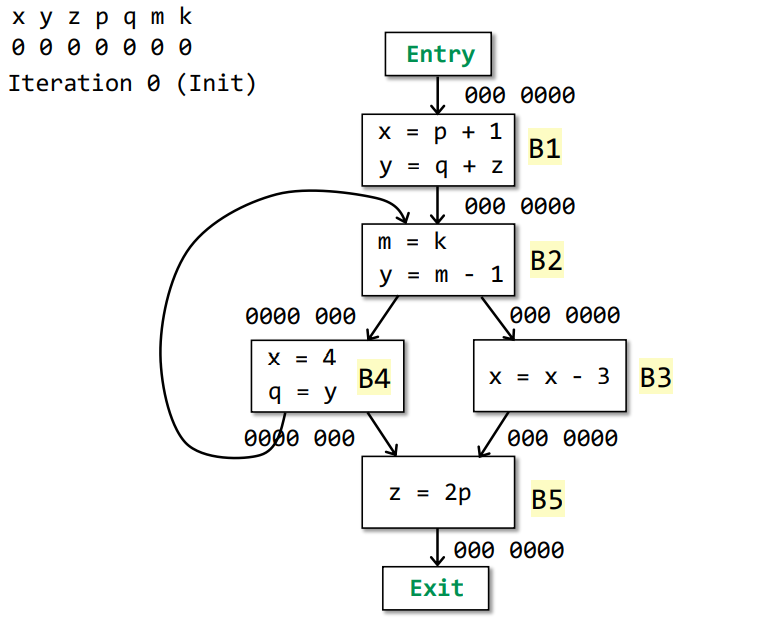 x y z p q m k
0 0 0 0 0 0 0
Iteration 0 (Init)
Entry
000 0000
x = p + 1
y = q + z
B1
000 0000
m = k
y = m - 1
B2
0000 000
000 0000
x = 4
q = y
B4
x = x - 3
B3
0000 000
000 0000
z = 2p
B5
000 0000
Exit